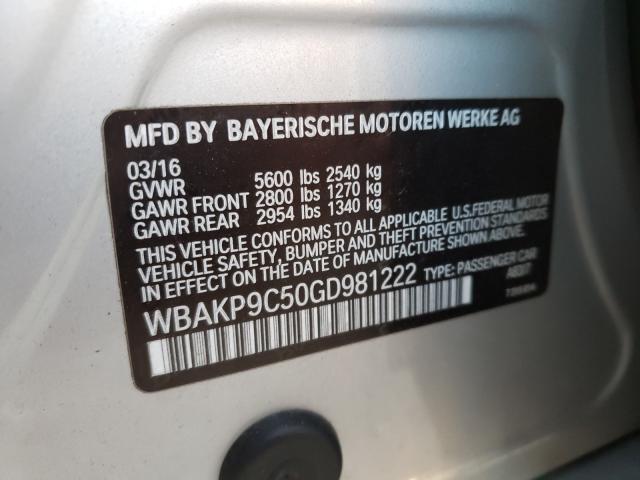 MFD BY BAYERISCHE MOTOREN WERKE AG
03/16
GVWR 5600 lbs 2540 kg
GAWR FRONT 2800 lbs 1270 kg
GAWR REAR 2954 lbs 1340 kg
THIS VEHICLE CONFORMS TO ALL APPLICABLE U.S.FEDERAL MOTOR
VEHICLE SAFETY, BUMPER AND THEFT PREVENTION STANDARDS
IN EFFECT ON THE DATE OF MANUFACTURE SHOWN ABOVE.
WBAKP9C50GD981222 TYPE: PASSENGER CAR